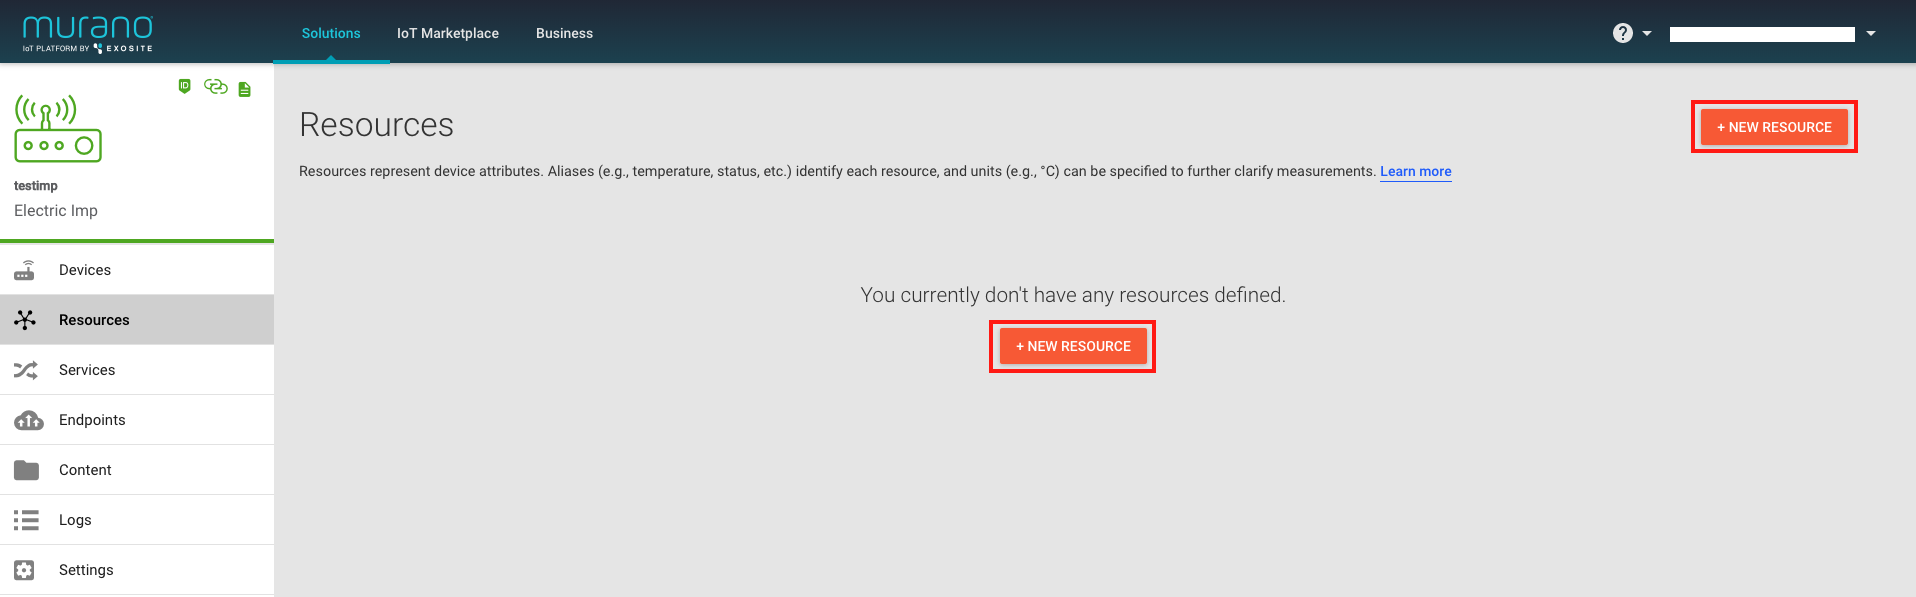 murano
IoT PLATFORM BY EXOSITE
Solutions
IoT Marketplace
Business
?
ID
testimp
Electric Imp
Devices
Resources
Services
Endpoints
Content
Logs
Settings
Resources
+ NEW RESOURCE
Resources represent device attributes. Aliases (e.g., temperature, status, etc.) identify each resource, and units (e.g., °C) can be specified to further clarify measurements. Learn more
You currently don't have any resources defined.
+ NEW RESOURCE